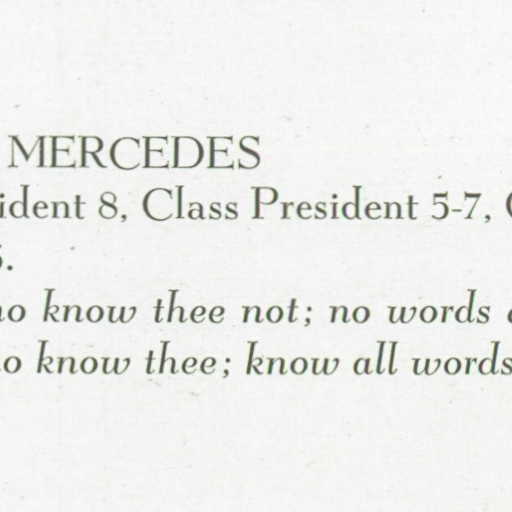 MERCEDES
ident 8, Class President 5-7,
know thee not; no words
know thee; know all words